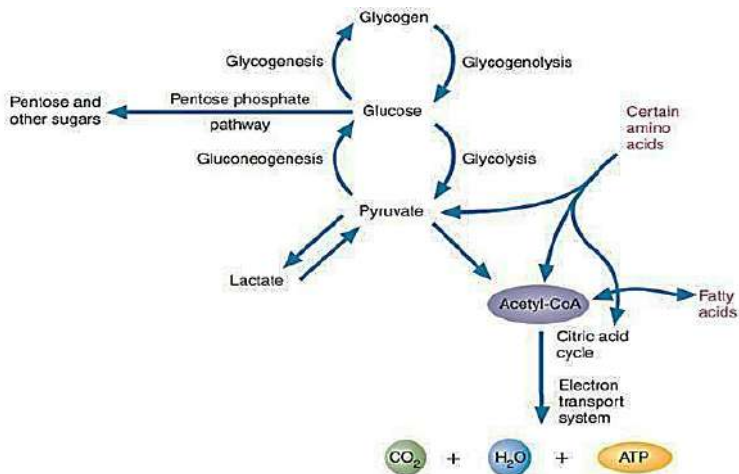 Glycogen
Glycogenesis
Glycogenolysis
Pentose and
other sugars
Pentose phosphate
pathway
Glucose
Certain
amino
acids
Gluconeogenesis
Glycolysis
Pyruvate
Lactate
Acetyl-CoA
Fatty
acids
Citric acid
cycle
Electron
transport
system
CO₂ + H₂O + ATP